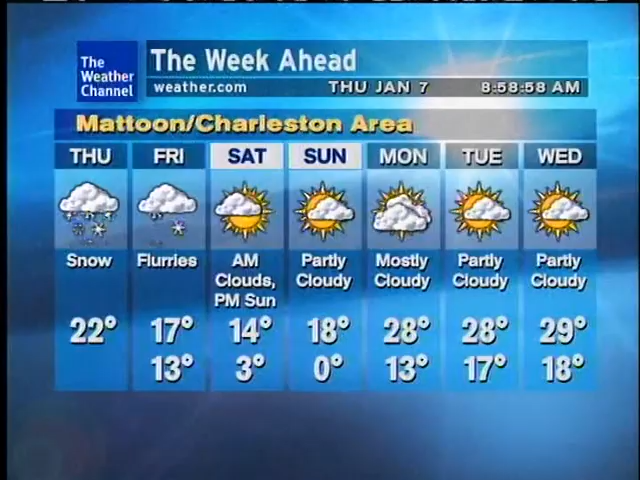 The Weather Channel
The Week Ahead
weather.com THU JAN 7 8:58:58 AM
Mattoon/Charleston Area
THU FRI SAT SUN MON TUE WED
Snow Flurries AM Clouds, PM Sun Partly Cloudy Mostly Cloudy Partly Cloudy Partly Cloudy
22° 17° 14° 18° 28° 28° 29°
13° 3° 0° 13° 17° 18°